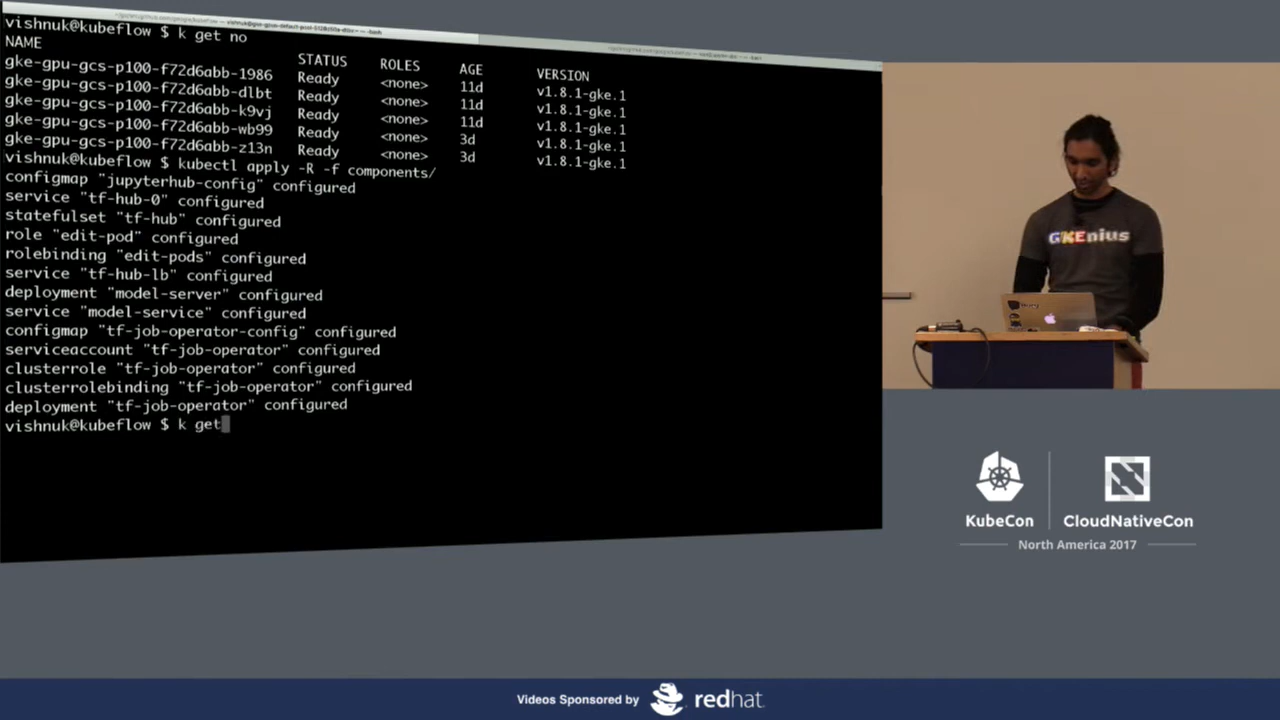 vishnuk@kubeflow $ k get no
NAME STATUS ROLES AGE VERSION
gke-gpu-gcs-p100-f72d6abb-1986 Ready <none> 11d v1.8.1-gke.1
gke-gpu-gcs-p100-f72d6abb-dlbt Ready <none> 11d v1.8.1-gke.1
gke-gpu-gcs-p100-f72d6abb-k9vj Ready <none> 11d v1.8.1-gke.1
gke-gpu-gcs-p100-f72d6abb-wb99 Ready <none> 3d v1.8.1-gke.1
gke-gpu-gcs-p100-f72d6abb-z13n Ready <none> 3d v1.8.1-gke.1
vishnuk@kubeflow $ kubectl apply -R -f components/
configmap "jupyterhub-config" configured
service "tf-hub-0" configured
statefulset "tf-hub" configured
role "edit-pod" configured
rolebinding "edit-pods" configured
service "tf-hub-lb" configured
deployment "model-server" configured
service "model-service" configured
configmap "tf-job-operator-config" configured
serviceaccount "tf-job-operator" configured
clusterrole "tf-job-operator" configured
clusterrolebinding "tf-job-operator" configured
deployment "tf-job-operator" configured
vishnuk@kubeflow $ k get
GKEnius
KubeCon
CloudNativeCon
North America 2017
Videos Sponsored by
redhat.